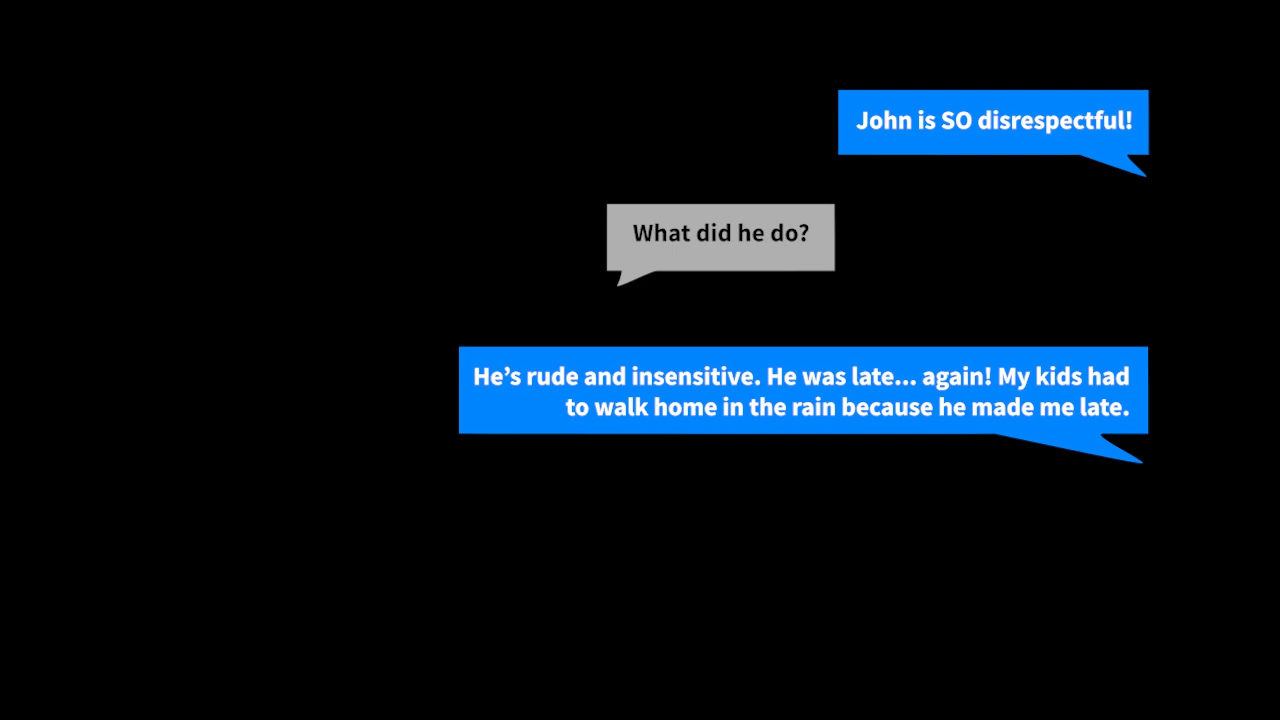 John is SO disrespectful!
What did he do?
He’s rude and insensitive. He was late... again! My kids had
to walk home in the rain because he made me late.